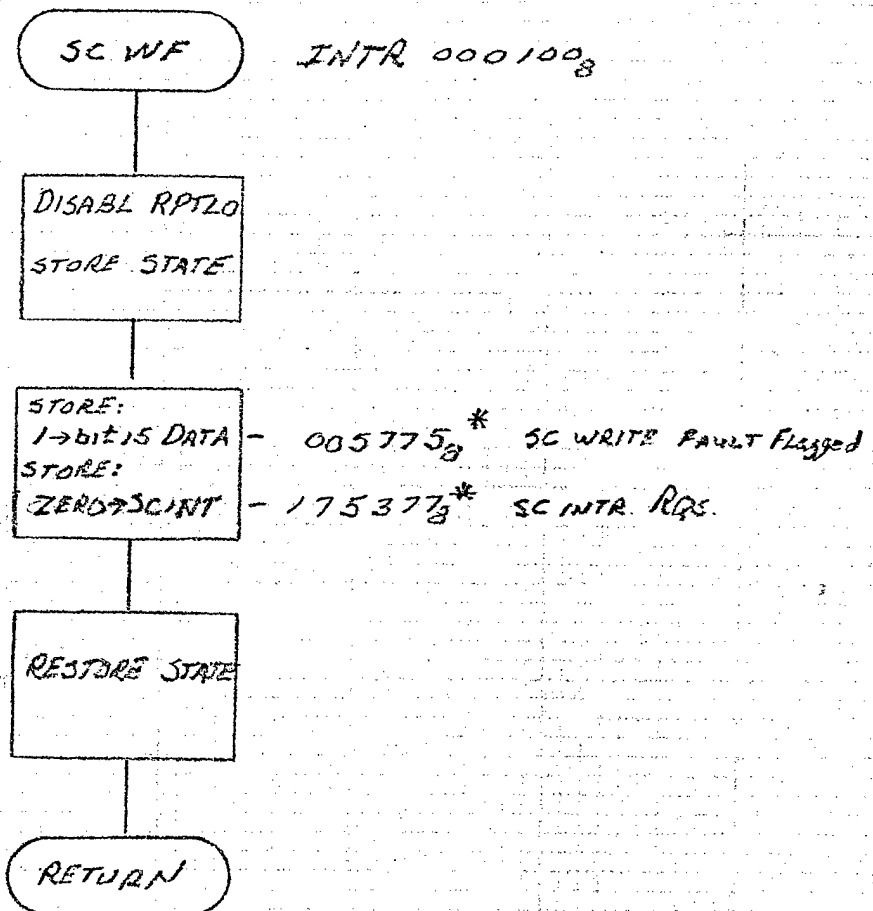 SC WF INTR 000100₈
DISABL RPTLO
STORE STATE
STORE:
1→bit 15 DATA - 005775₈* SC WRITE FAULT Flagged
STORE:
ZERO→SCINT - 175377₈* SC INTR. RQS.
RESTORE STATE
RETURN